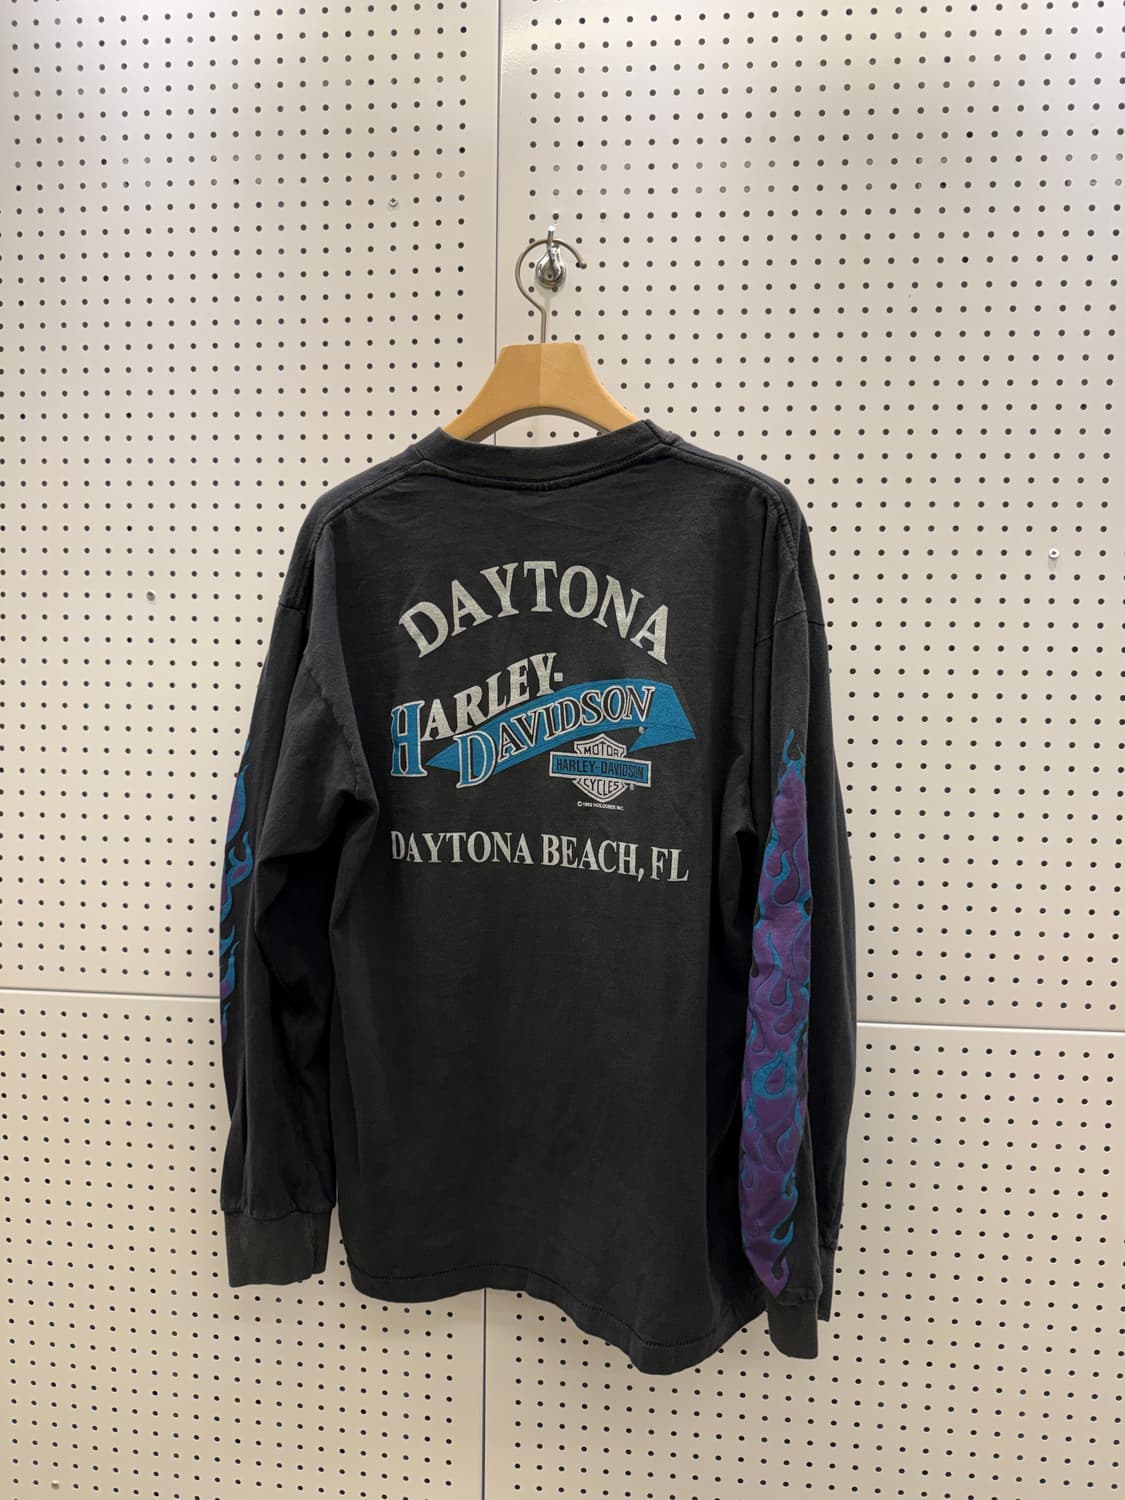 DAYTONA
HARLEY-
DAVIDSON
MOTOR
HARLEY-DAVIDSON
CYCLES
DAYTONA BEACH, FL